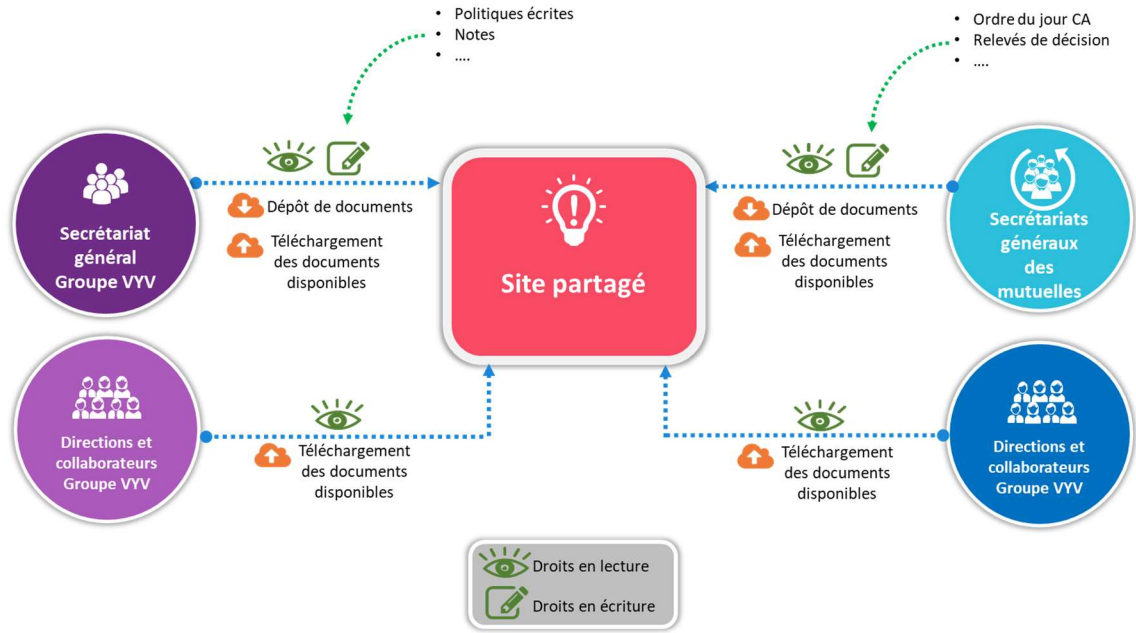 • Politiques écrites
• Notes
• ....
• Ordre du jour CA
• Relevés de décision
• ....
Secrétariat
général
Groupe VYV
Dépôt de documents
Téléchargement
des documents
disponibles
Site partagé
Dépôt de documents
Téléchargement
des documents
disponibles
Secrétariats
généraux
des
mutuelles
Directions et
collaborateurs
Groupe VYV
Téléchargement
des documents
disponibles
Téléchargement
des documents
disponibles
Directions et
collaborateurs
Groupe VYV
Droits en lecture
Droits en écriture